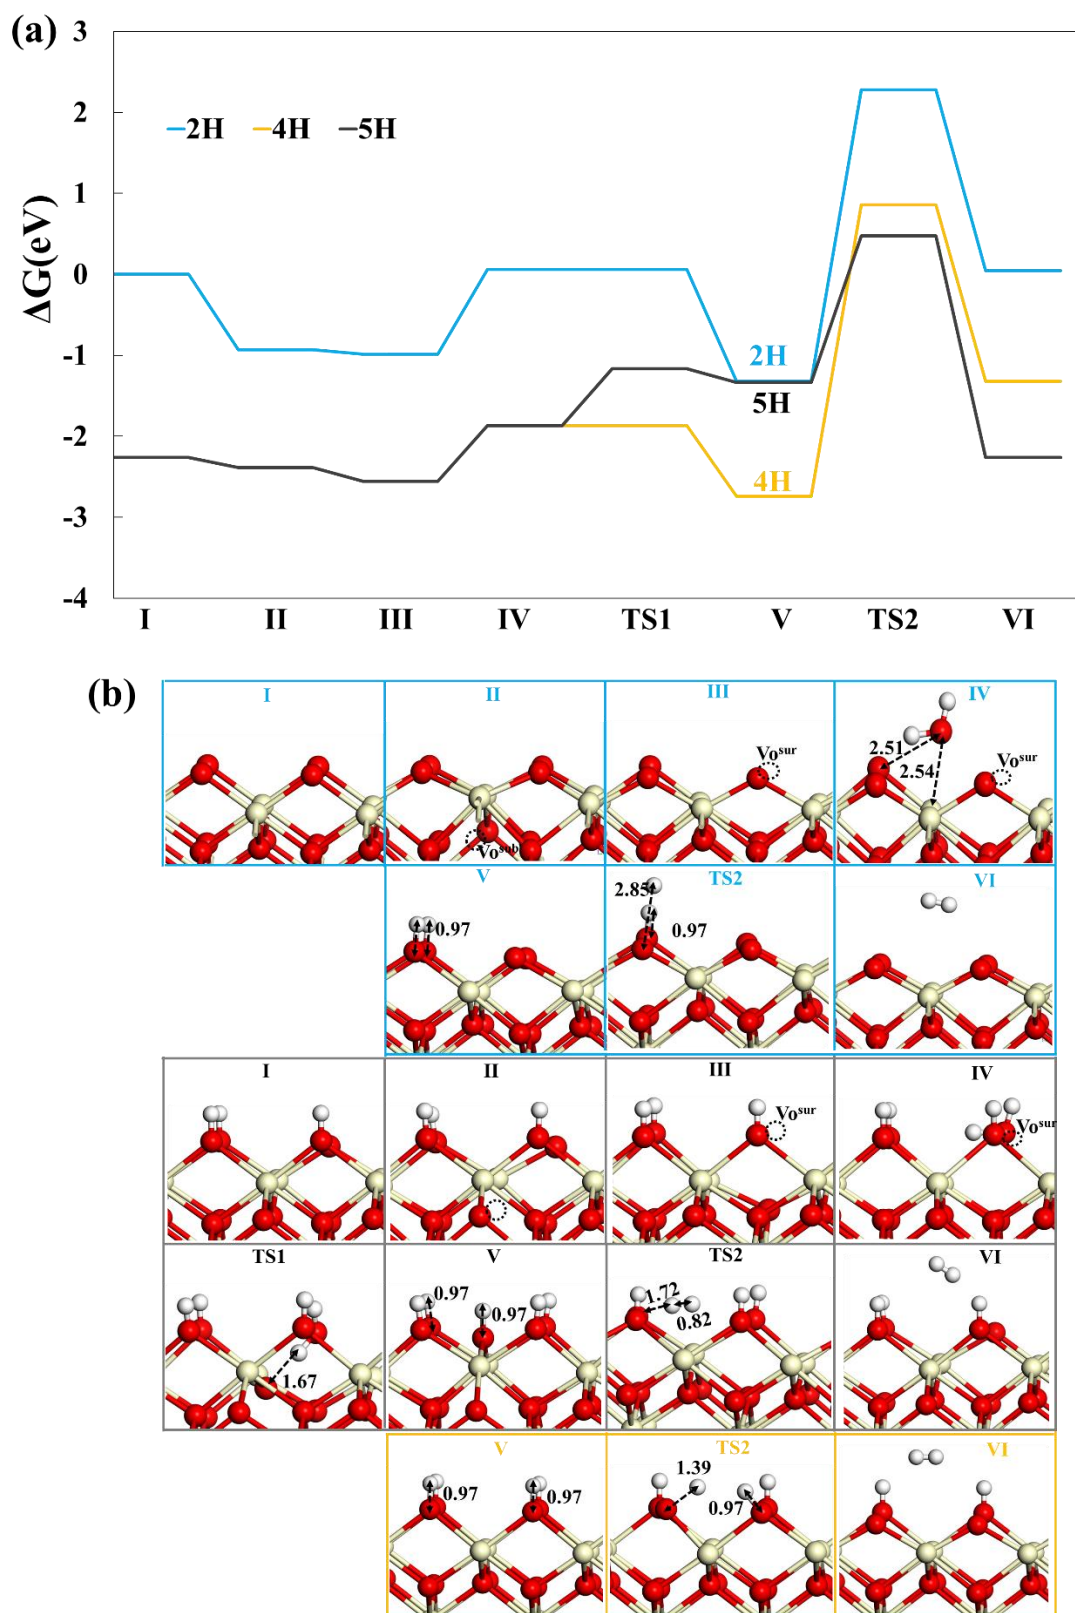 (a)
3
2
1
0
-1
-2
-3
-4
ΔG(eV)
2H 4H 5H
2H
5H
4H
I II III IV TS1 V TS2 VI
(b)
I II III IV
Vo^sub
Vo^sur
2.51
2.54
Vo^sur
V TS2 VI
0.97
2.85
0.97
I II III IV
Vo^sur
Vo^sur
TS1 V TS2 VI
1.67
0.97
0.97
1.72
0.82
V TS2 VI
0.97
0.97
1.39
0.97